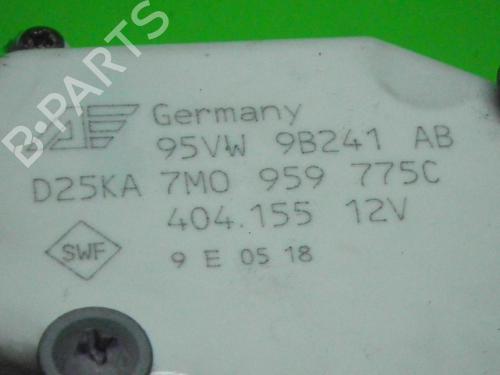 Germany
95VW 9B241 AB
D25KA 7M0 959 775C
404.155 12V
SWF 9 E 05 18
B-PARTS